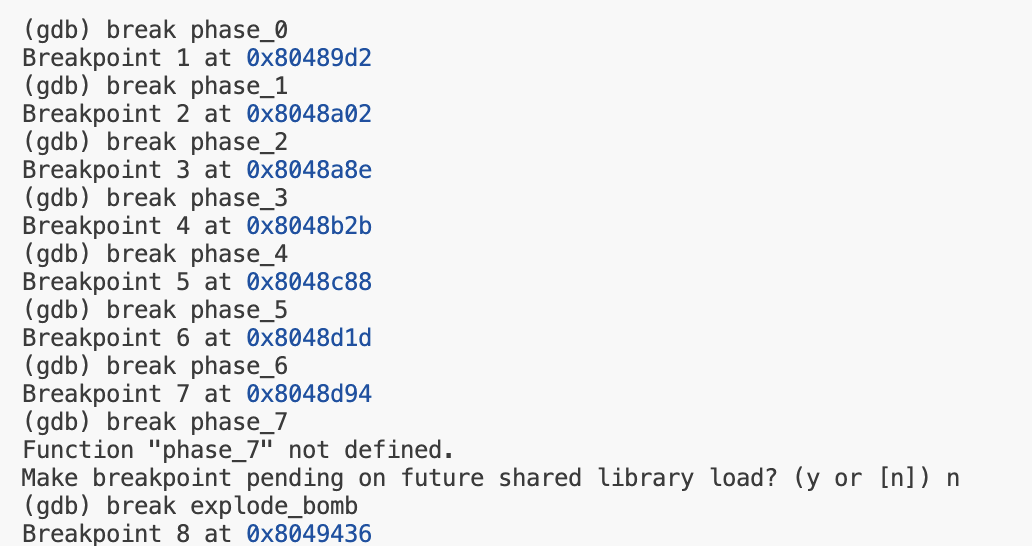 (gdb) break phase_0
Breakpoint 1 at 0x80489d2
(gdb) break phase_1
Breakpoint 2 at 0x8048a02
(gdb) break phase_2
Breakpoint 3 at 0x8048a8e
(gdb) break phase_3
Breakpoint 4 at 0x8048b2b
(gdb) break phase_4
Breakpoint 5 at 0x8048c88
(gdb) break phase_5
Breakpoint 6 at 0x8048d1d
(gdb) break phase_6
Breakpoint 7 at 0x8048d94
(gdb) break phase_7
Function "phase_7" not defined.
Make breakpoint pending on future shared library load? (y or [n]) n
(gdb) break explode_bomb
Breakpoint 8 at 0x8049436